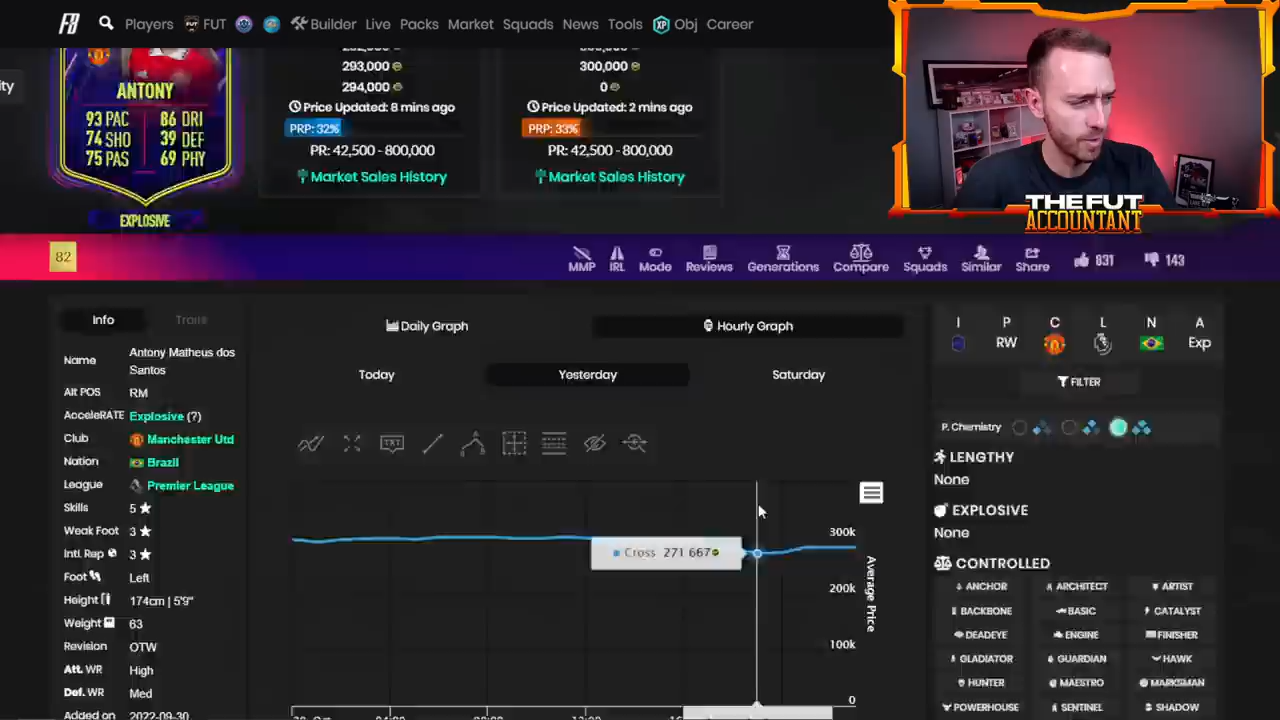 F8 Players FUT Builder Live Packs Market Squads News Tools XP Obj Career
293,000
294,000
Price Updated: 8 mins ago
PRP: 32%
PR: 42,500 - 800,000
Market Sales History
300,000
0
Price Updated: 2 mins ago
PRP: 33%
PR: 42,500 - 800,000
Market Sales History
ANTONY
93 PAC 86 DRI
74 SHO 39 DEF
75 PAS 69 PHY
EXPLOSIVE
THE FUT
ACCOUNTANT
82
MMP IRL Mode Reviews Generations Compare Squads Similar Share 831 143
Info Traits
Name Antony Matheus dos
Santos
Alt POS RM
AcceleRATE Explosive (?)
Club Manchester Utd
Nation Brazil
League Premier League
Skills 5
Weak Foot 3
Intl. Rep 3
Foot Left
Height 174cm | 5'9"
Weight 63
Revision OTW
Att. WR High
Def. WR Med
Added on 2022-09-30
Daily Graph Hourly Graph
Today Yesterday Saturday
TXT
Cross 271 667
300k
200k
100k
0
Average Price
I P C L N A
RW Exp
FILTER
P. Chemistry
LENGTHY
None
EXPLOSIVE
None
CONTROLLED
ANCHOR ARCHITECT ARTIST
BACKBONE BASIC CATALYST
DEADEYE ENGINE FINISHER
GLADIATOR GUARDIAN HAWK
HUNTER MAESTRO MARKSMAN
POWERHOUSE SENTINEL SHADOW